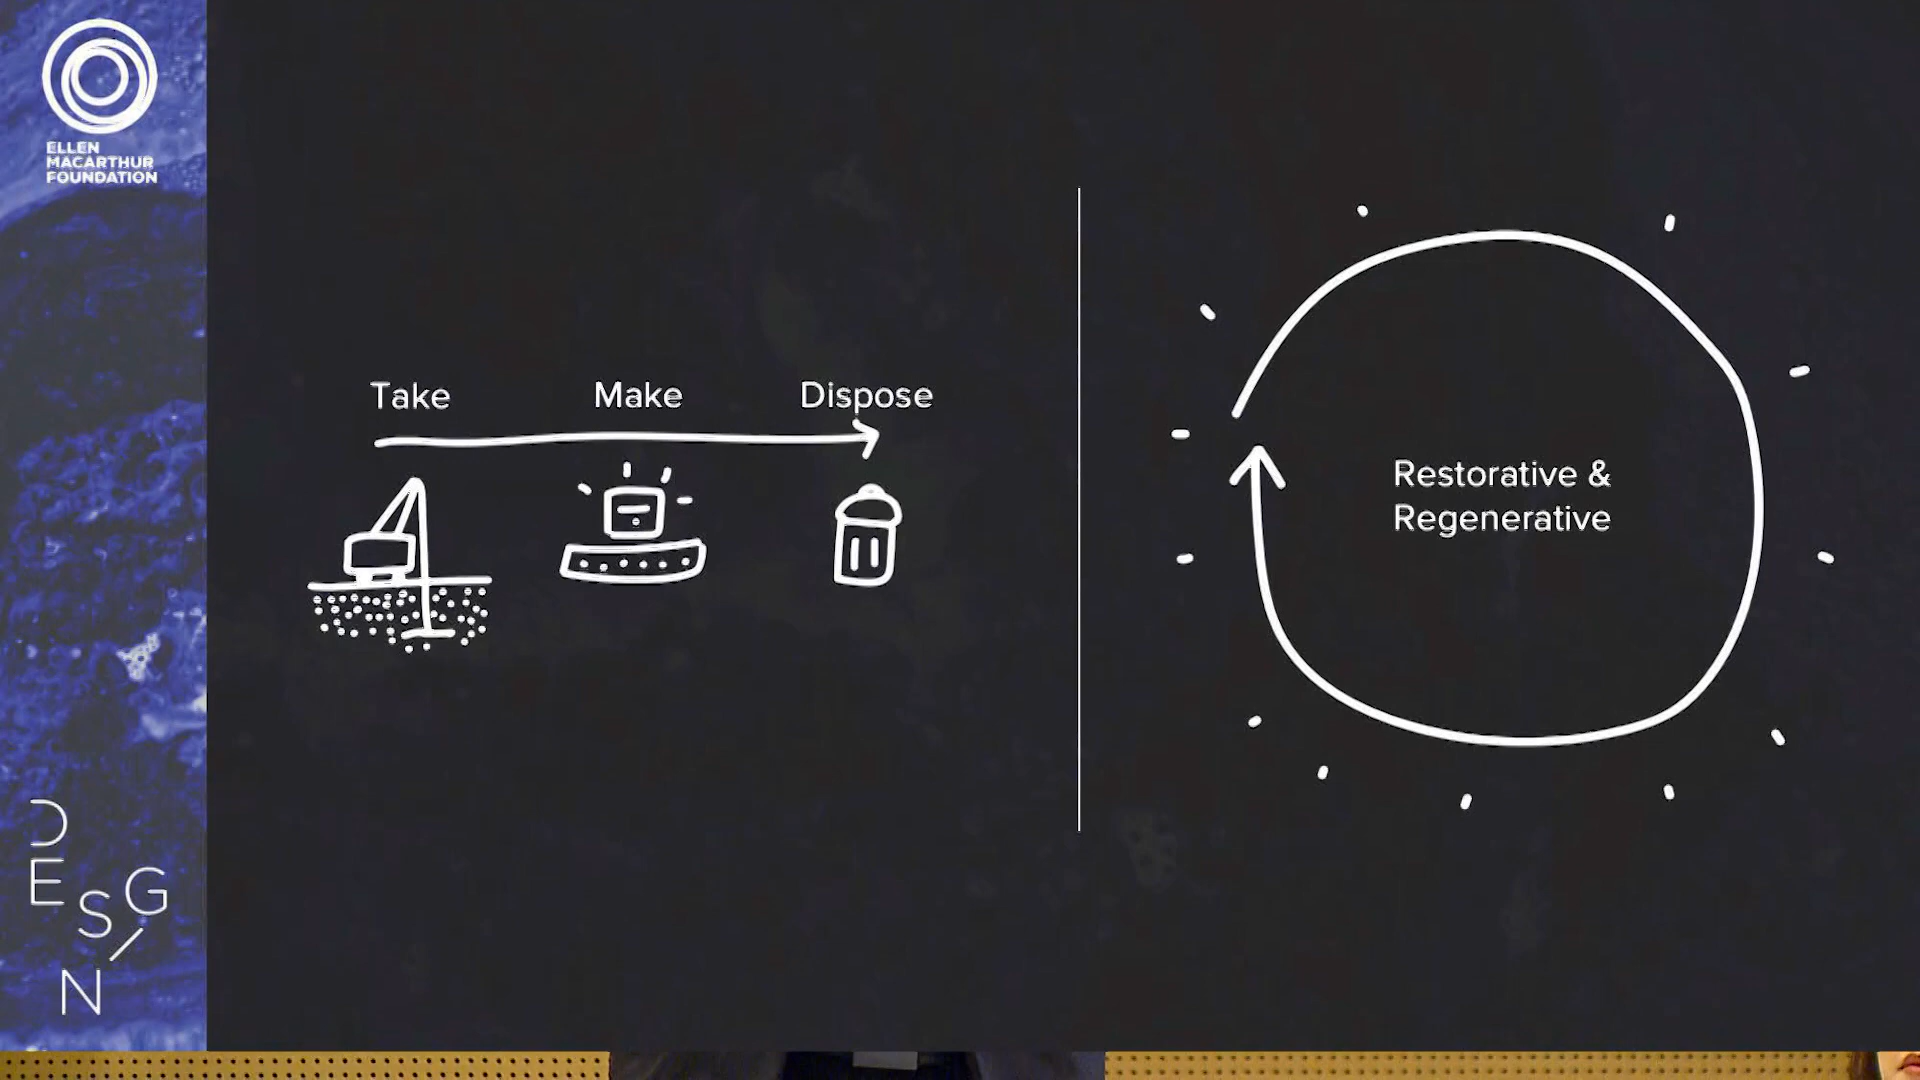 ELLEN
MACARTHUR
FOUNDATION
Take
Make
Dispose
Restorative &
Regenerative
DESIGN